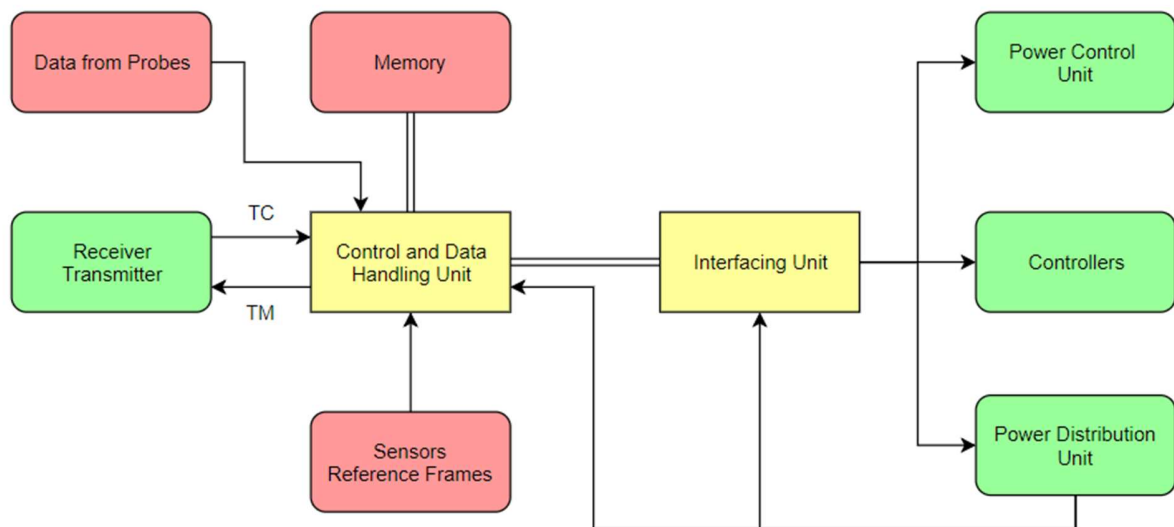 Data from Probes
Memory
Power Control
Unit
TC
Receiver
Transmitter
Control and Data
Handling Unit
Interfacing Unit
Controllers
TM
Sensors
Reference Frames
Power Distribution
Unit